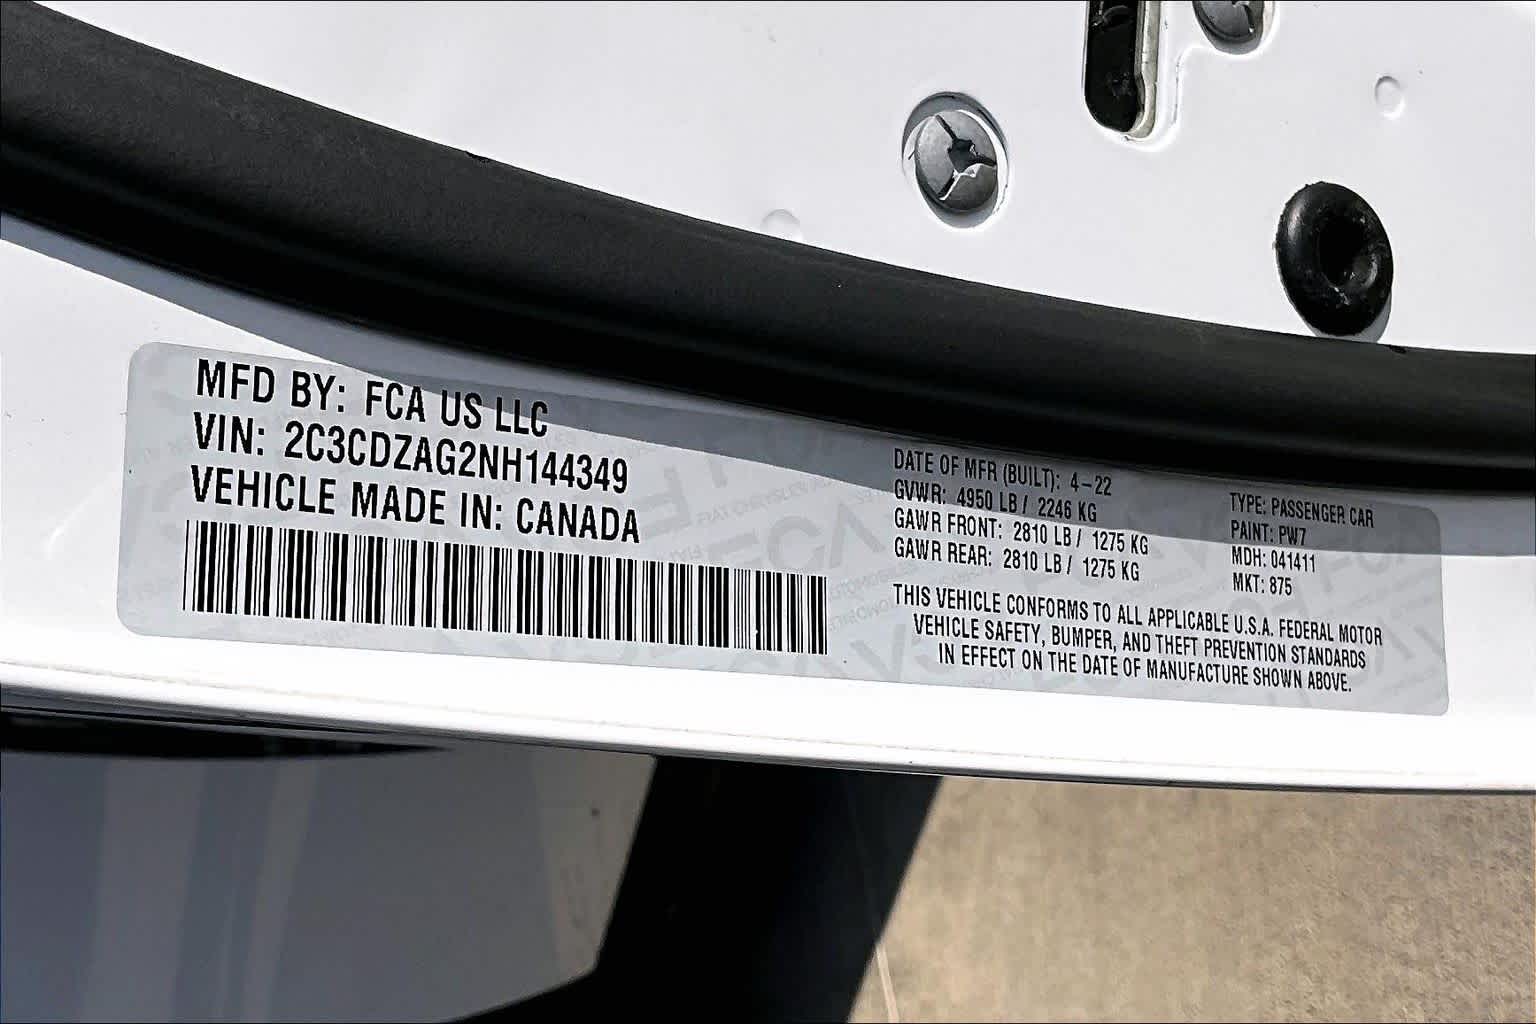 MFD BY: FCA US LLC
VIN: 2C3CDZAG2NH144349
VEHICLE MADE IN: CANADA
DATE OF MFR (BUILT): 4-22
GVWR: 4950 LB / 2246 KG
GAWR FRONT: 2810 LB / 1275 KG
GAWR REAR: 2810 LB / 1275 KG
TYPE: PASSENGER CAR
PAINT: PW7
MDH: 041411
MKT: 875
THIS VEHICLE CONFORMS TO ALL APPLICABLE U.S.A. FEDERAL MOTOR
VEHICLE SAFETY, BUMPER, AND THEFT PREVENTION STANDARDS
IN EFFECT ON THE DATE OF MANUFACTURE SHOWN ABOVE.